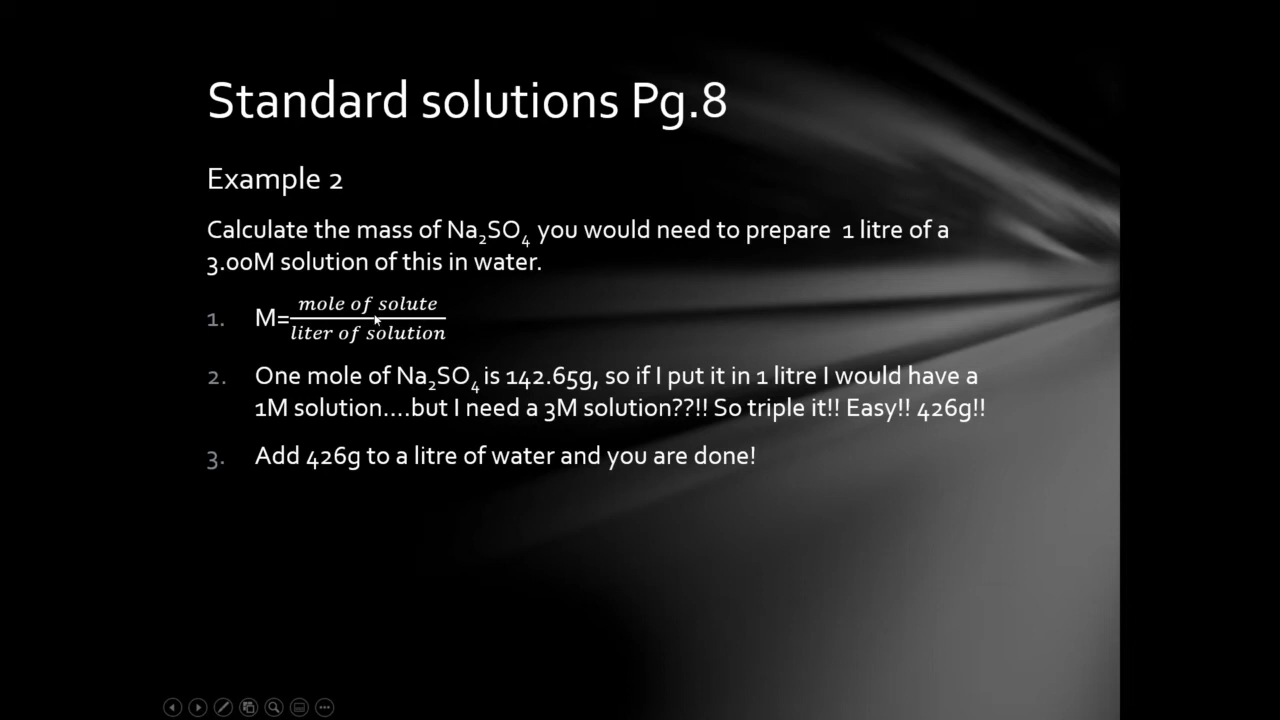 Standard solutions Pg.8
Example 2
Calculate the mass of Na₂SO₄ you would need to prepare 1 litre of a
3.00M solution of this in water.
1. M=mole of solute/liter of solution
2. One mole of Na₂SO₄ is 142.65g, so if I put it in 1 litre I would have a
1M solution....but I need a 3M solution??!! So triple it!! Easy!! 426g!!
3. Add 426g to a litre of water and you are done!